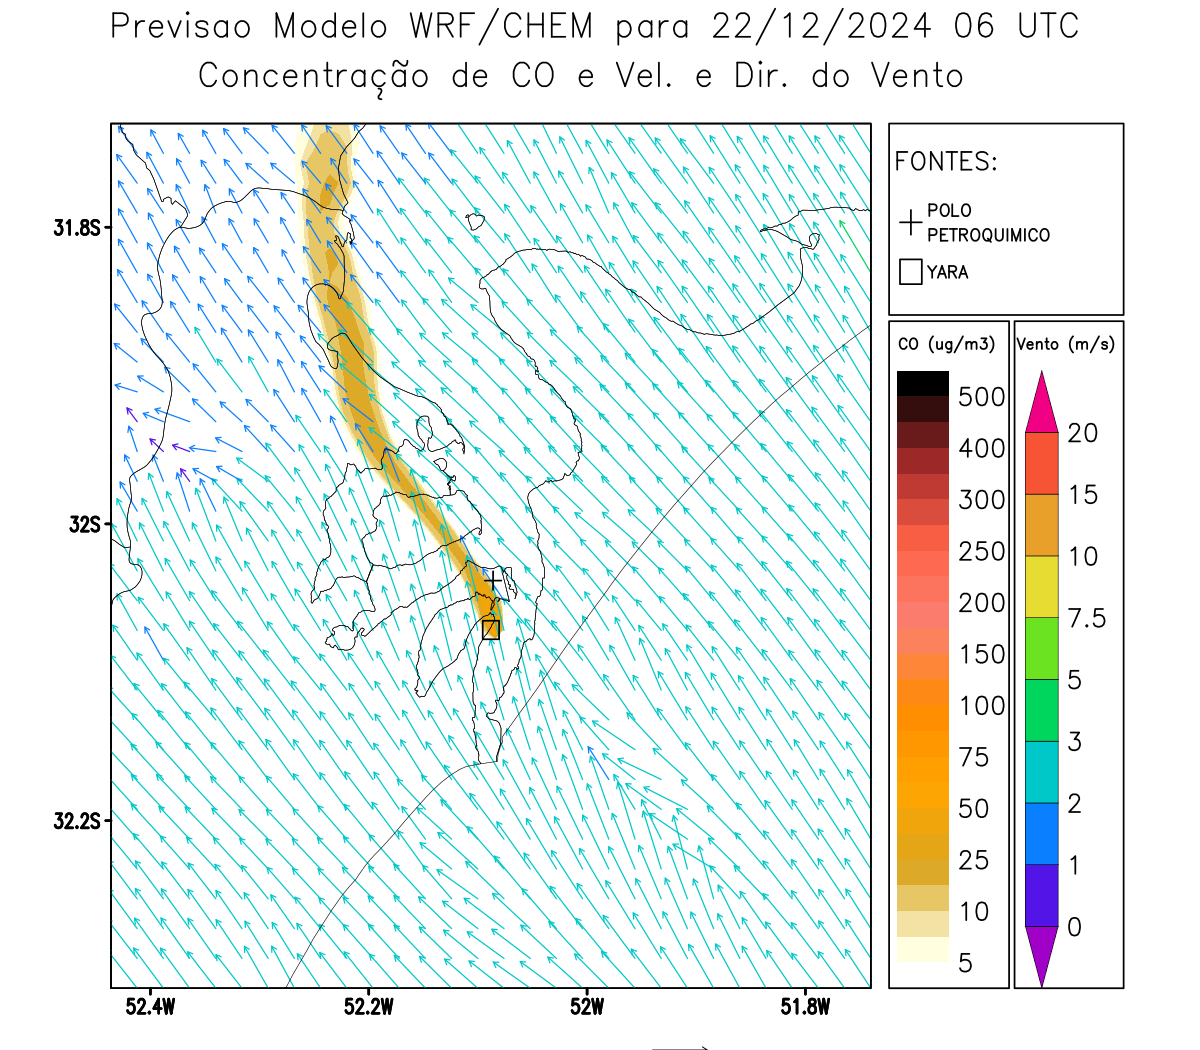 Previsao Modelo WRF/CHEM para 22/12/2024 06 UTC
Concentração de CO e Vel. e Dir. do Vento
FONTES:
POLO
PETROQUIMICO
YARA
CO (ug/m3)
500
400
300
250
200
150
100
75
50
25
10
5
Vento (m/s)
20
15
10
7.5
5
3
2
1
0
31.8S
32S
32.2S
52.4W
52.2W
52W
51.8W